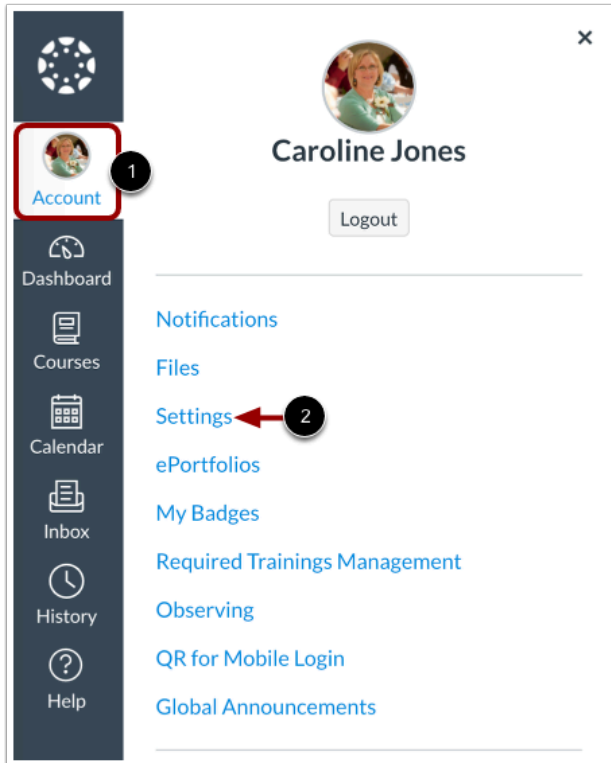 Caroline Jones
1
Account
Logout
Dashboard
Notifications
Courses
Files
Settings
2
Calendar
ePortfolios
My Badges
Inbox
Required Trainings Management
History
Observing
QR for Mobile Login
Help
Global Announcements